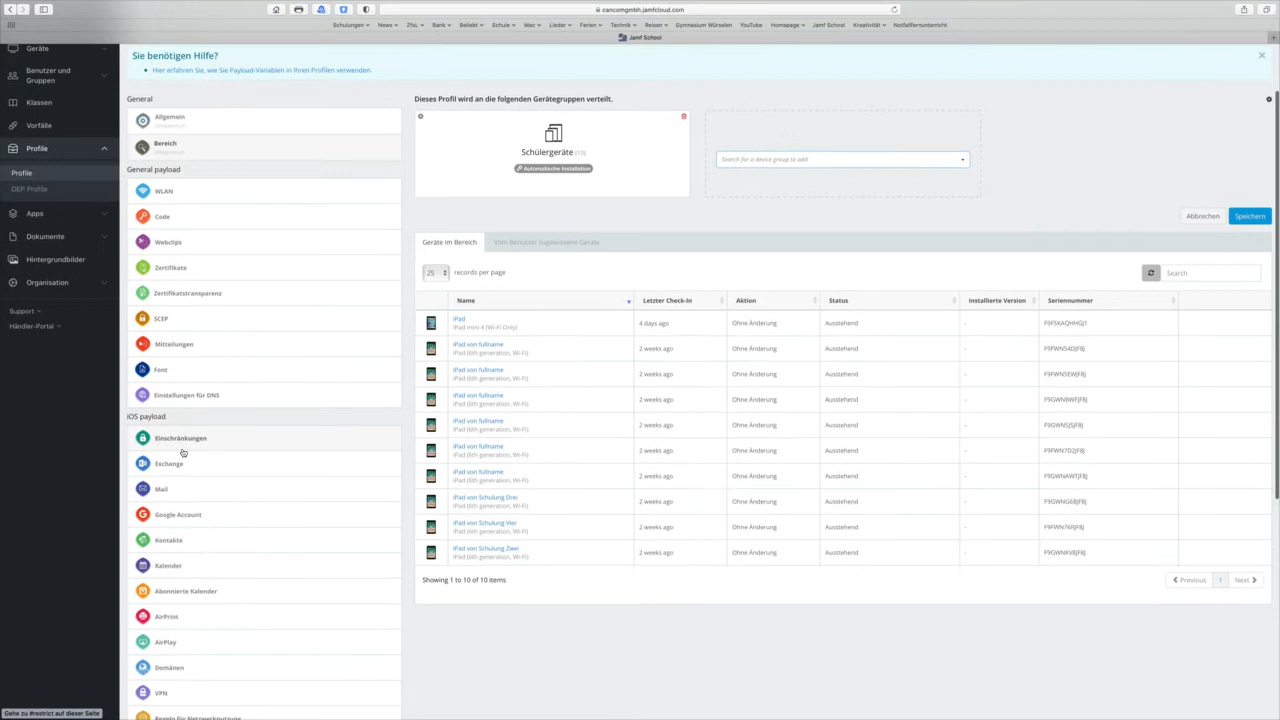 cancomgmbh.jamfcloud.com
Schulungen News ZfsL Bank Beliebt Schule Mac Lieder Ferien Technik Reisen Gymnasium Würselen YouTube Homepage Jamf School Kreativität Notfallfernunterricht
Jamf School
Geräte
Benutzer und Gruppen
Klassen
Vorfälle
Profile
Profile
DEP Profile
Apps
Dokumente
Hintergrundbilder
Organisation
Support
Händler-Portal
Gehe zu #restrict auf dieser Seite
Sie benötigen Hilfe?
Hier erfahren Sie, wie Sie Payload-Variablen in Ihren Profilen verwenden.
General
Allgemein
Bereich
General payload
WLAN
Code
Webclips
Zertifikate
Zertifikatstransparenz
SCEP
Mitteilungen
Font
Einstellungen für DNS
iOS payload
Einschränkungen
Exchange
Mail
Google Account
Kontakte
Kalender
Abonnierte Kalender
AirPrint
AirPlay
Domänen
VPN
Regeln für Netzwerknutzung
Dieses Profil wird an die folgenden Gerätegruppen verteilt.
Schülergeräte (10)
Automatische Installation
Search for a device group to add
Abbrechen Speichern
Geräte im Bereich Vom Benutzer zugewiesene Geräte
25 records per page Search
Name Letzter Check-In Aktion Status Installierte Version Seriennummer
iPad
iPad mini 4 (Wi-Fi Only) 4 days ago Ohne Änderung Ausstehend - F9FSXAQHHGJ1
iPad von fullname
iPad (6th generation, Wi-Fi) 2 weeks ago Ohne Änderung Ausstehend - F9FWN54DJF8J
iPad von fullname
iPad (6th generation, Wi-Fi) 2 weeks ago Ohne Änderung Ausstehend - F9FWN5EWJF8J
iPad von fullname
iPad (6th generation, Wi-Fi) 2 weeks ago Ohne Änderung Ausstehend - F9GWN8WFJF8J
iPad von fullname
iPad (6th generation, Wi-Fi) 2 weeks ago Ohne Änderung Ausstehend - F9GWN5JSJF8J
iPad von fullname
iPad (6th generation, Wi-Fi) 2 weeks ago Ohne Änderung Ausstehend - F9FWN7D2JF8J
iPad von fullname
iPad (6th generation, Wi-Fi) 2 weeks ago Ohne Änderung Ausstehend - F9GWNAWTJF8J
iPad von Schulung Drei
iPad (6th generation, Wi-Fi) 2 weeks ago Ohne Änderung Ausstehend - F9GWNG6BJF8J
iPad von Schulung Vier
iPad (6th generation, Wi-Fi) 2 weeks ago Ohne Änderung Ausstehend - F9FWN76RJF8J
iPad von Schulung Zwei
iPad (6th generation, Wi-Fi) 2 weeks ago Ohne Änderung Ausstehend - F9GWNKVBJF8J
Showing 1 to 10 of 10 items
Previous 1 Next